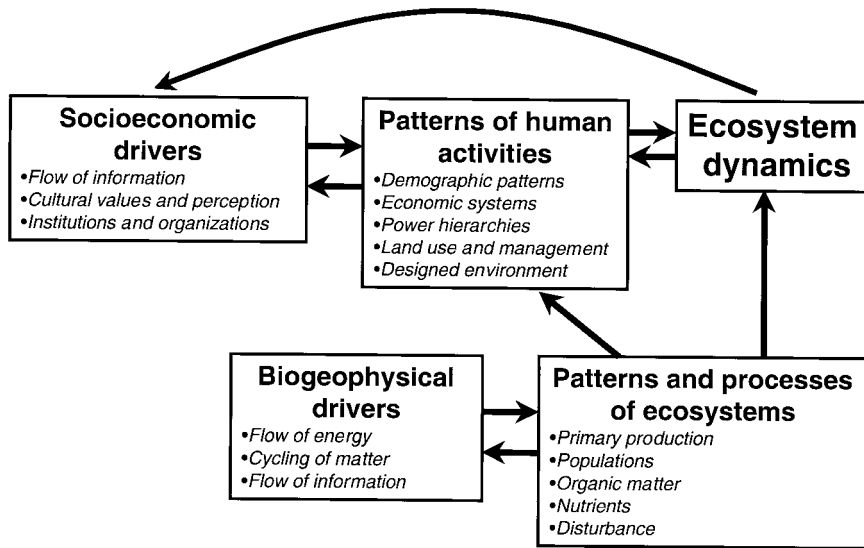 Socioeconomic
drivers
•Flow of information
•Cultural values and perception
•Institutions and organizations
Patterns of human
activities
•Demographic patterns
•Economic systems
•Power hierarchies
•Land use and management
•Designed environment
Ecosystem
dynamics
Biogeophysical
drivers
•Flow of energy
•Cycling of matter
•Flow of information
Patterns and processes
of ecosystems
•Primary production
•Populations
•Organic matter
•Nutrients
•Disturbance